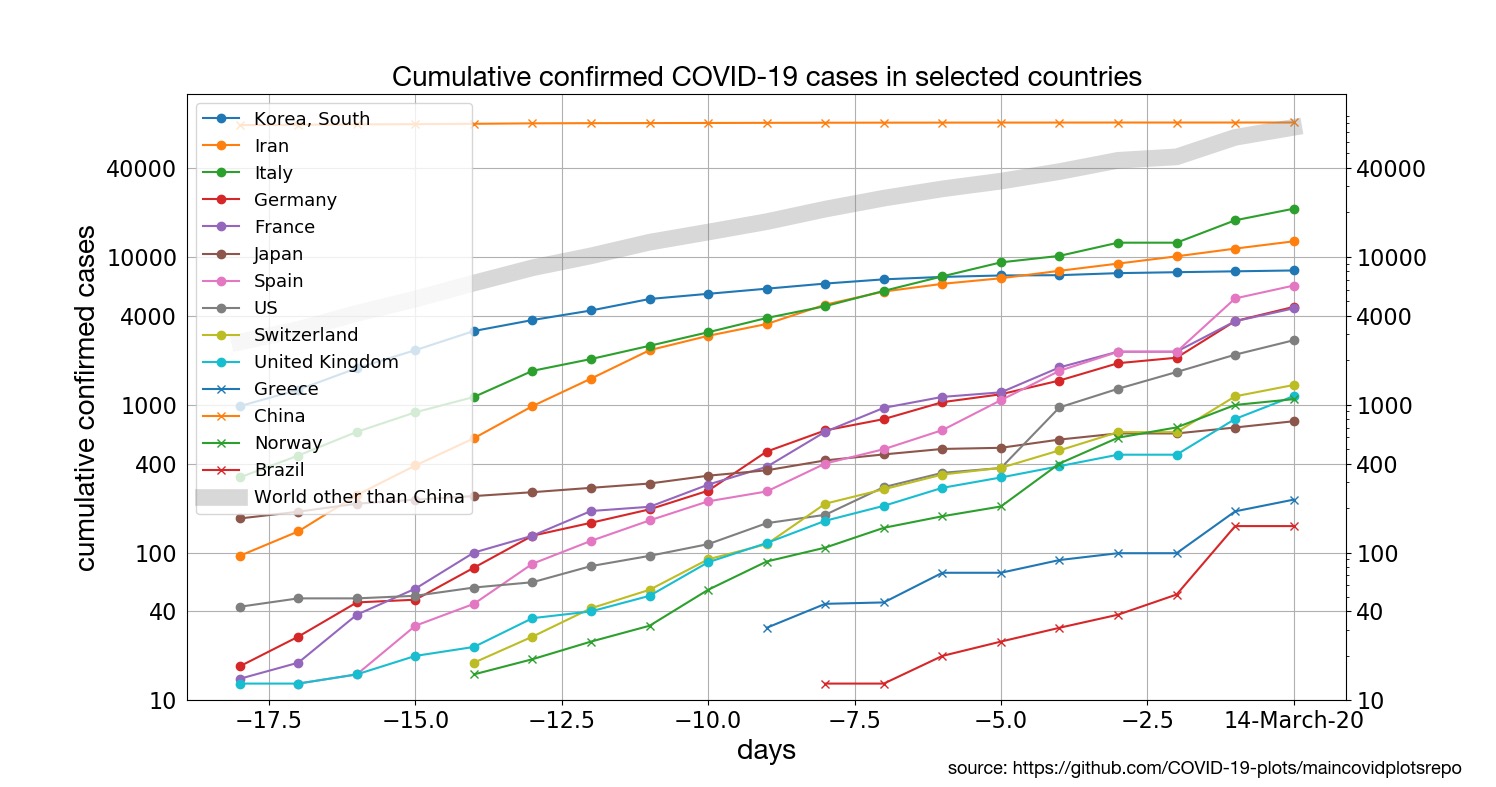 Cumulative confirmed COVID-19 cases in selected countries
cumulative confirmed cases
40000
10000
4000
1000
400
100
40
10
Korea, South
Iran
Italy
Germany
France
Japan
Spain
US
Switzerland
United Kingdom
Greece
China
Norway
Brazil
World other than China
40000
10000
4000
1000
400
100
40
10
−17.5 −15.0 −12.5 −10.0 −7.5 −5.0 −2.5 14-March-20
days
source: https://github.com/COVID-19-plots/maincovidplotsrepo